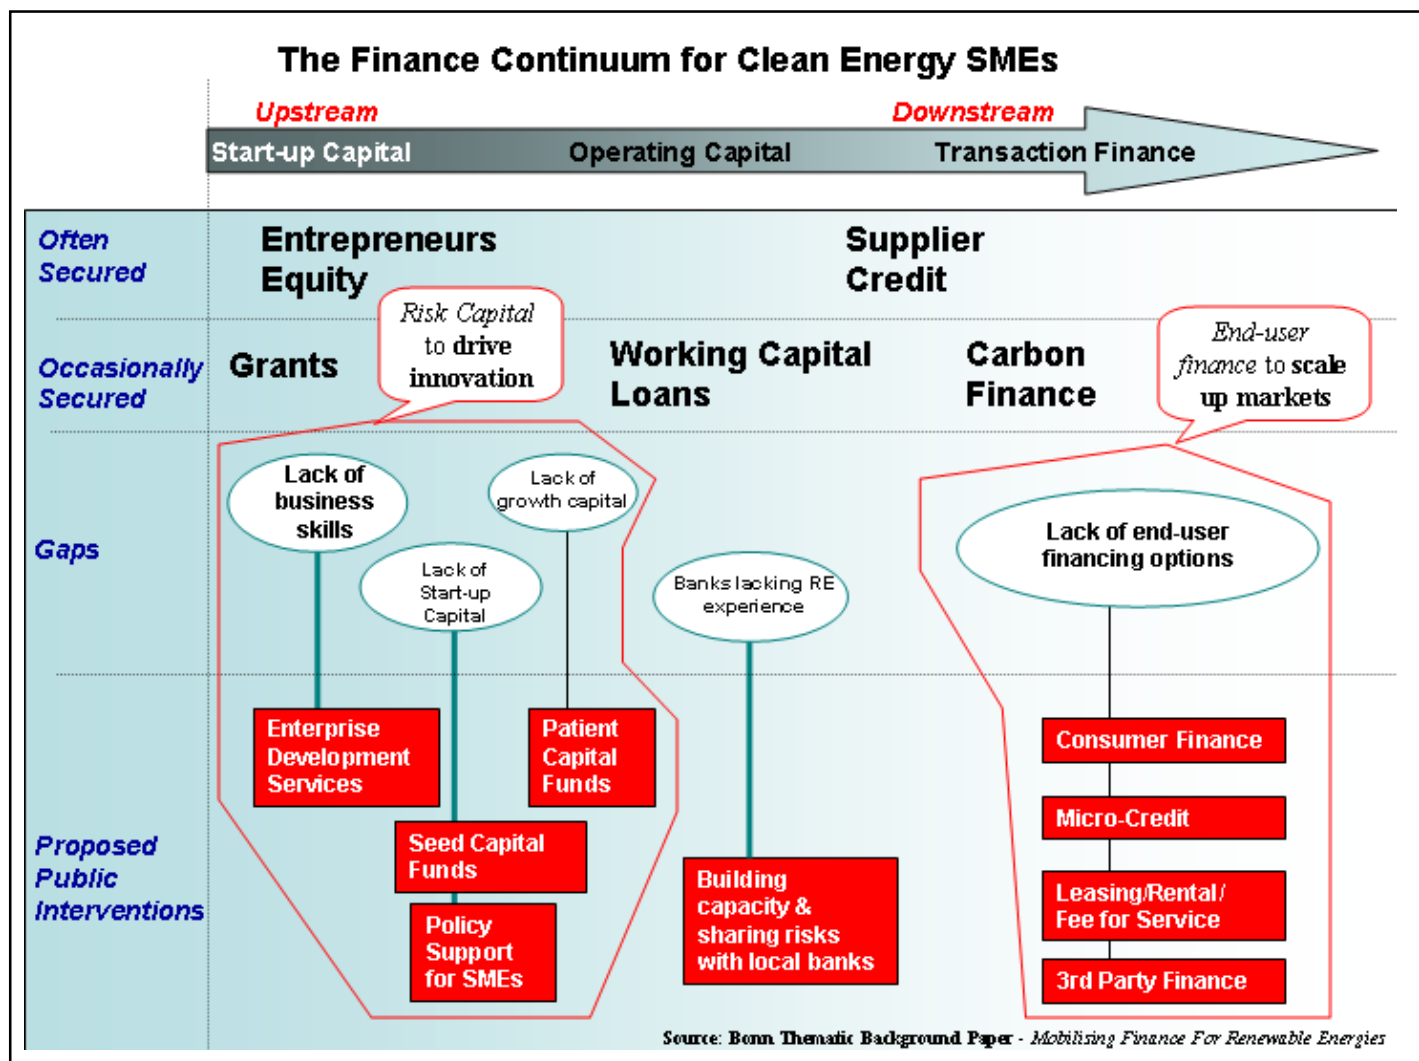 The Finance Continuum for Clean Energy SMEs
Upstream
Downstream
Start-up Capital
Operating Capital
Transaction Finance
Often
Secured
Entrepreneurs
Equity
Supplier
Credit
Occasionally
Secured
Grants
Risk Capital
to drive
innovation
Working Capital
Loans
Carbon
Finance
End-user
finance to scale
up markets
Gaps
Lack of
business
skills
Lack of
Start-up
Capital
Lack of
growth capital
Banks lacking RE
experience
Lack of end-user
financing options
Proposed
Public
Interventions
Enterprise
Development
Services
Seed Capital
Funds
Policy
Support
for SMEs
Patient
Capital
Funds
Building
capacity &
sharing risks
with local banks
Consumer Finance
Micro-Credit
Leasing/Rental/
Fee for Service
3rd Party Finance
Source: Bonn Thematic Background Paper - Mobilising Finance For Renewable Energies